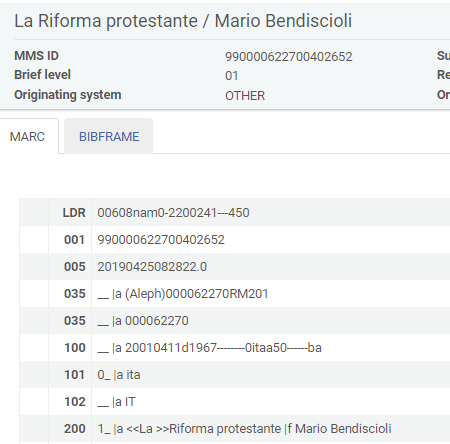 La Riforma protestante / Mario Bendiscioli
MMS ID 990000622700402652 Su
Brief level 01 Re
Originating system OTHER Or
MARC BIBFRAME
LDR 00608nam0-2200241---450
001 990000622700402652
005 20190425082822.0
035 __ |a (Aleph)000062270RM201
035 __ |a 000062270
100 __ |a 20010411d1967--------0itaa50------ba
101 0_ |a ita
102 __ |a IT
200 1_ |a <<La >>Riforma protestante |f Mario Bendiscioli